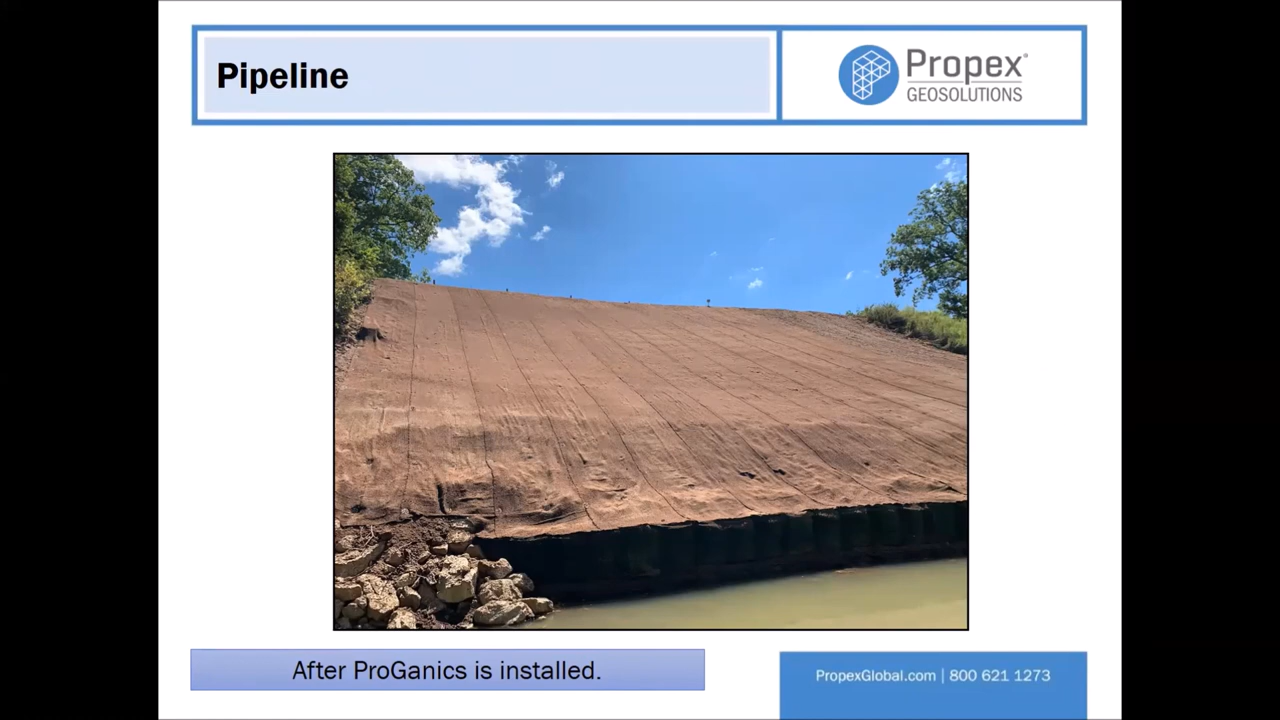 Pipeline
Propex®
GEOSOLUTIONS
After ProGanics is installed.
PropexGlobal.com | 800 621 1273